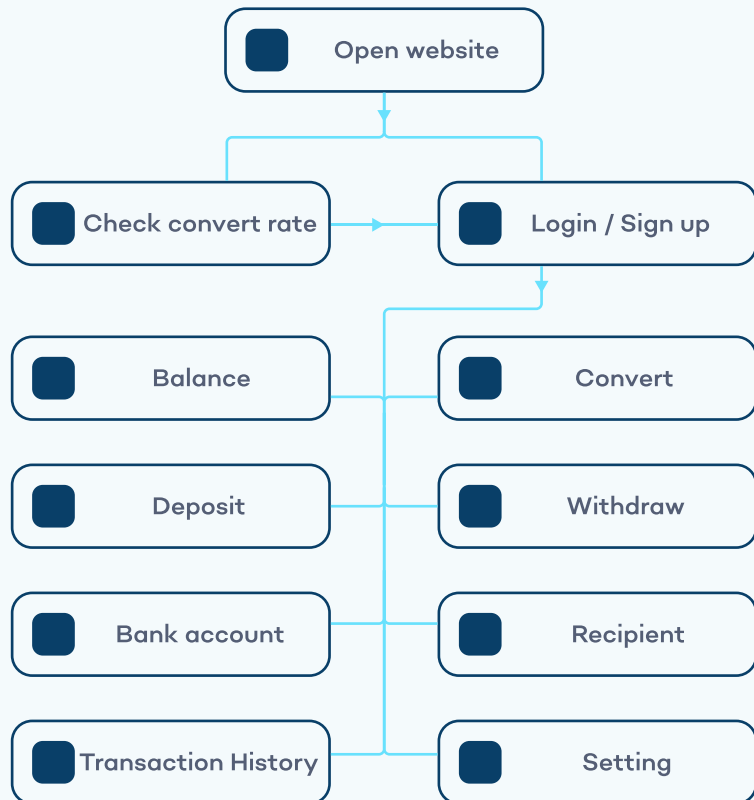 Open website
Check convert rate
Login / Sign up
Balance
Convert
Deposit
Withdraw
Bank account
Recipient
Transaction History
Setting